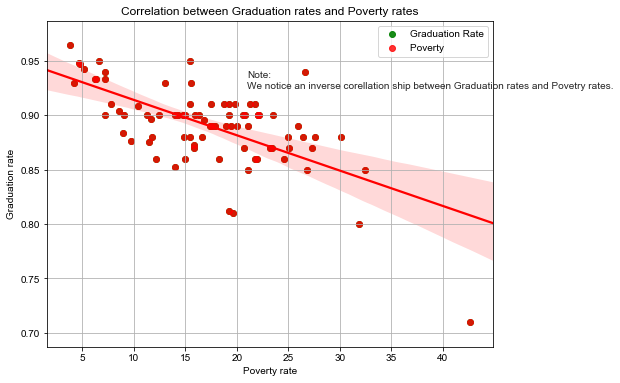 Correlation between Graduation rates and Poverty rates
Graduation Rate
Poverty
Note:
We notice an inverse corellation ship between Graduation rates and Povetry rates.
Graduation rate
0.95
0.90
0.85
0.80
0.75
0.70
5 10 15 20 25 30 35 40
Poverty rate